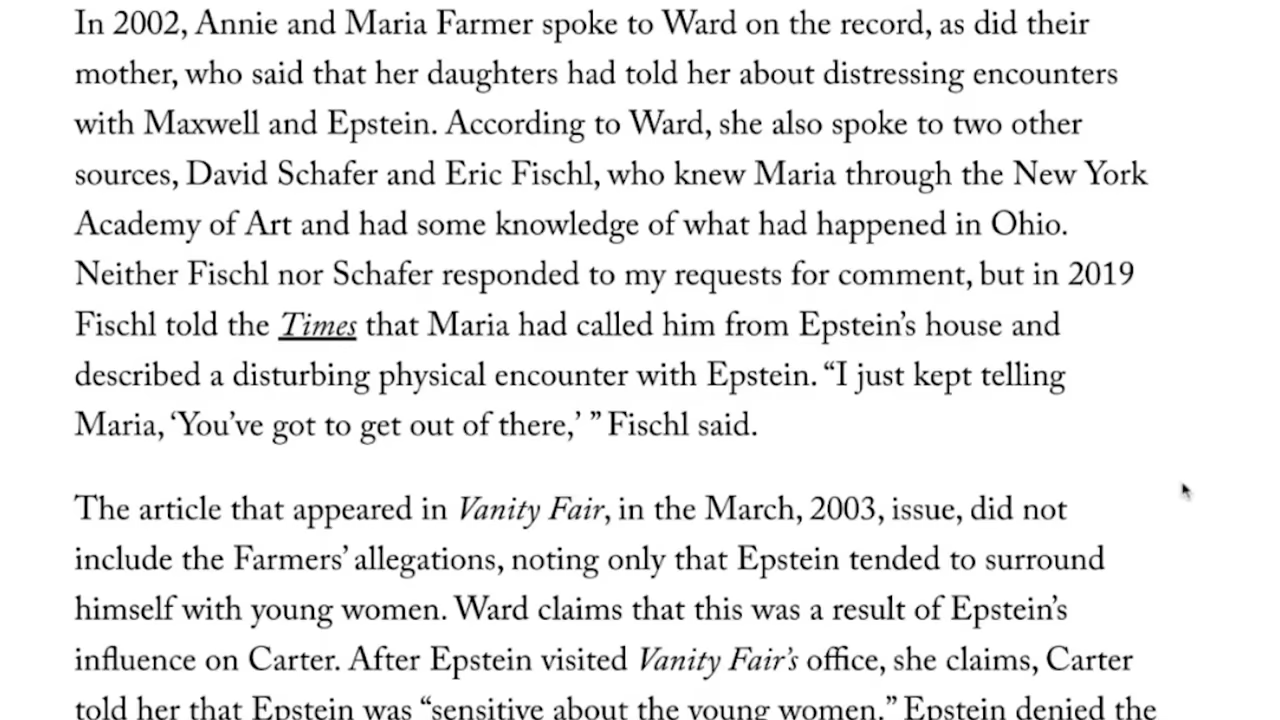 In 2002, Annie and Maria Farmer spoke to Ward on the record, as did their
mother, who said that her daughters had told her about distressing encounters
with Maxwell and Epstein. According to Ward, she also spoke to two other
sources, David Schafer and Eric Fischl, who knew Maria through the New York
Academy of Art and had some knowledge of what had happened in Ohio.
Neither Fischl nor Schafer responded to my requests for comment, but in 2019
Fischl told the Times that Maria had called him from Epstein’s house and
described a disturbing physical encounter with Epstein. “I just kept telling
Maria, ‘You’ve got to get out of there,’ ” Fischl said.
The article that appeared in Vanity Fair, in the March, 2003, issue, did not
include the Farmers’ allegations, noting only that Epstein tended to surround
himself with young women. Ward claims that this was a result of Epstein’s
influence on Carter. After Epstein visited Vanity Fair’s office, she claims, Carter
told her that Epstein was “sensitive about the young women.” Epstein denied the